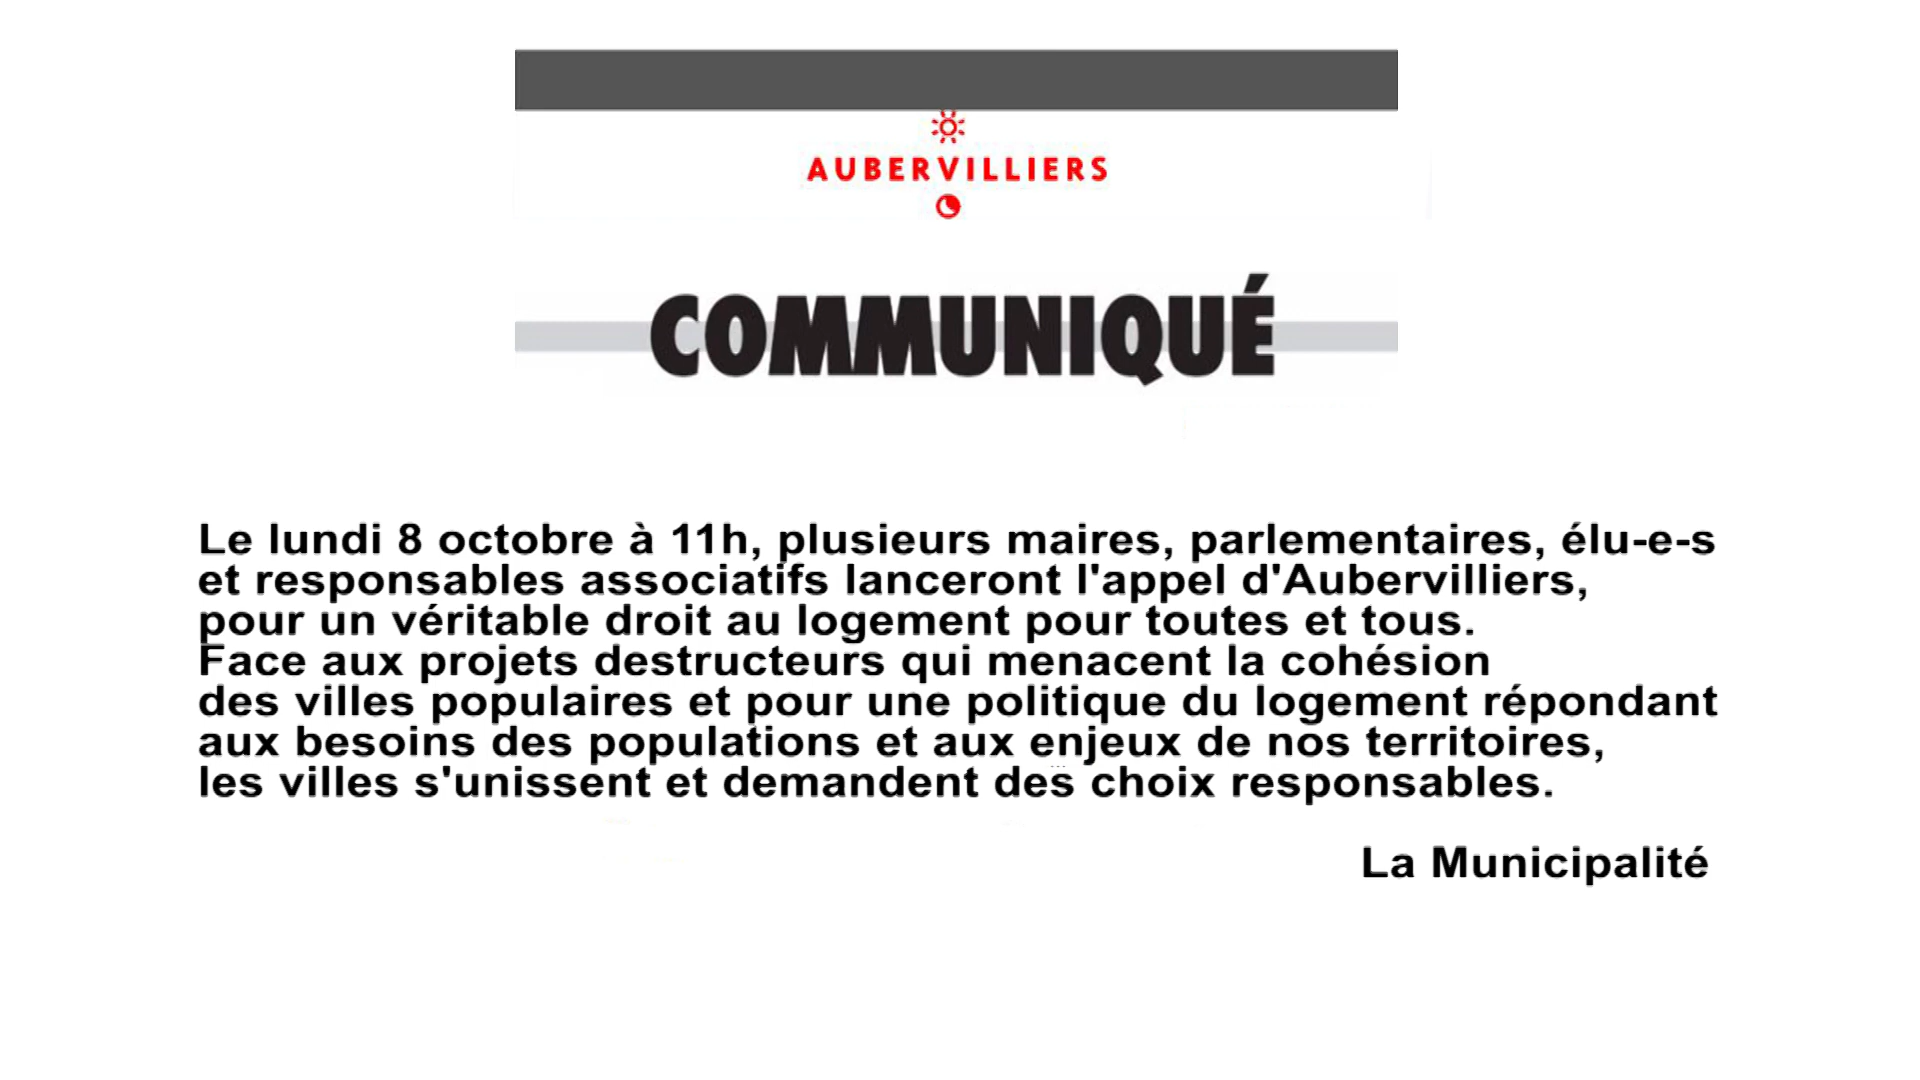 AUBERVILLIERS
COMMUNIQUÉ
Le lundi 8 octobre à 11h, plusieurs maires, parlementaires, élu-e-s
et responsables associatifs lanceront l'appel d'Aubervilliers,
pour un véritable droit au logement pour toutes et tous.
Face aux projets destructeurs qui menacent la cohésion
des villes populaires et pour une politique du logement répondant
aux besoins des populations et aux enjeux de nos territoires,
les villes s'unissent et demandent des choix responsables.
La Municipalité